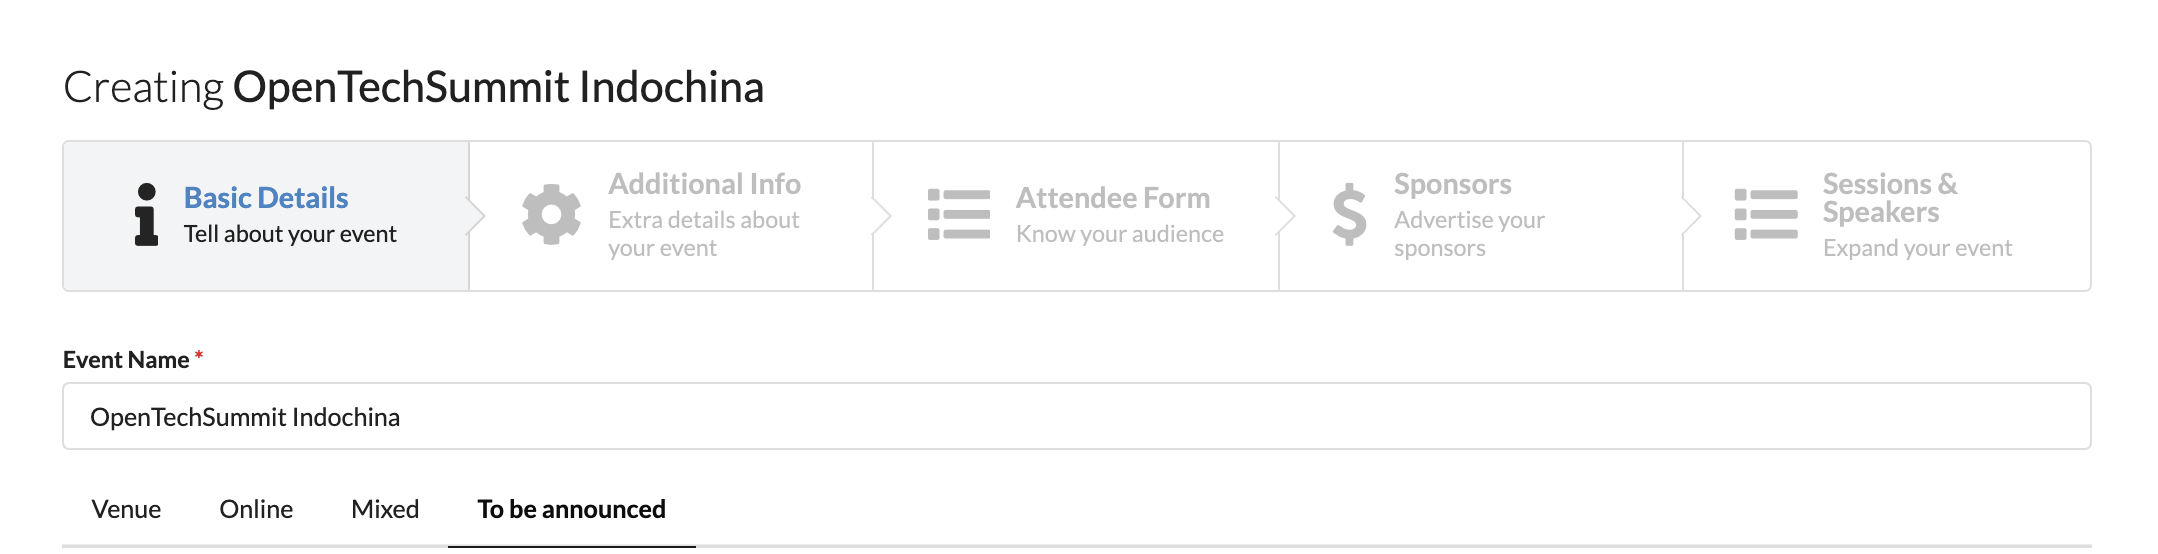 Creating OpenTechSummit Indochina
Basic Details
Tell about your event
Additional Info
Extra details about
your event
Attendee Form
Know your audience
Sponsors
Advertise your
sponsors
Sessions &
Speakers
Expand your event
Event Name *
OpenTechSummit Indochina
Venue Online Mixed To be announced